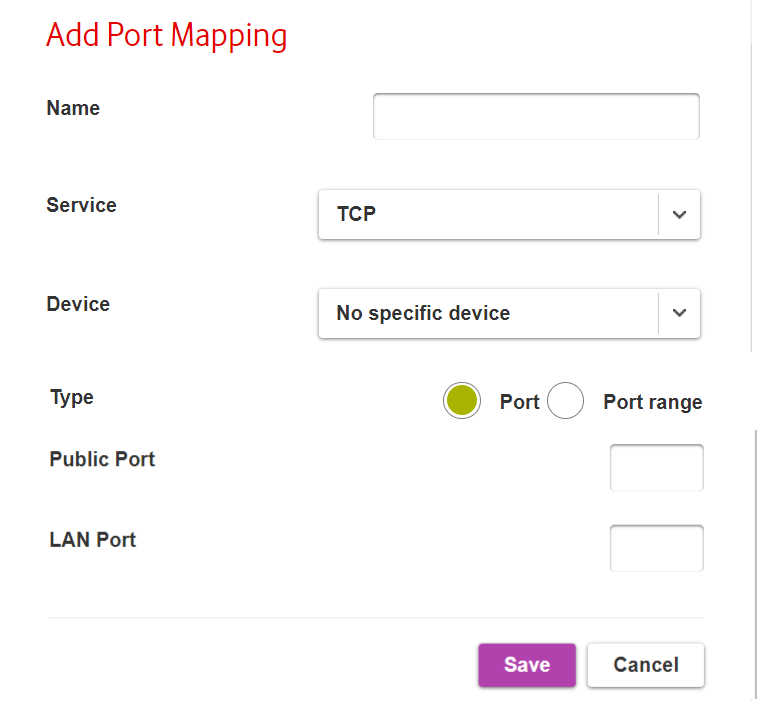 Add Port Mapping
Name
Service TCP
Device No specific device
Type Port Port range
Public Port
LAN Port
Save Cancel